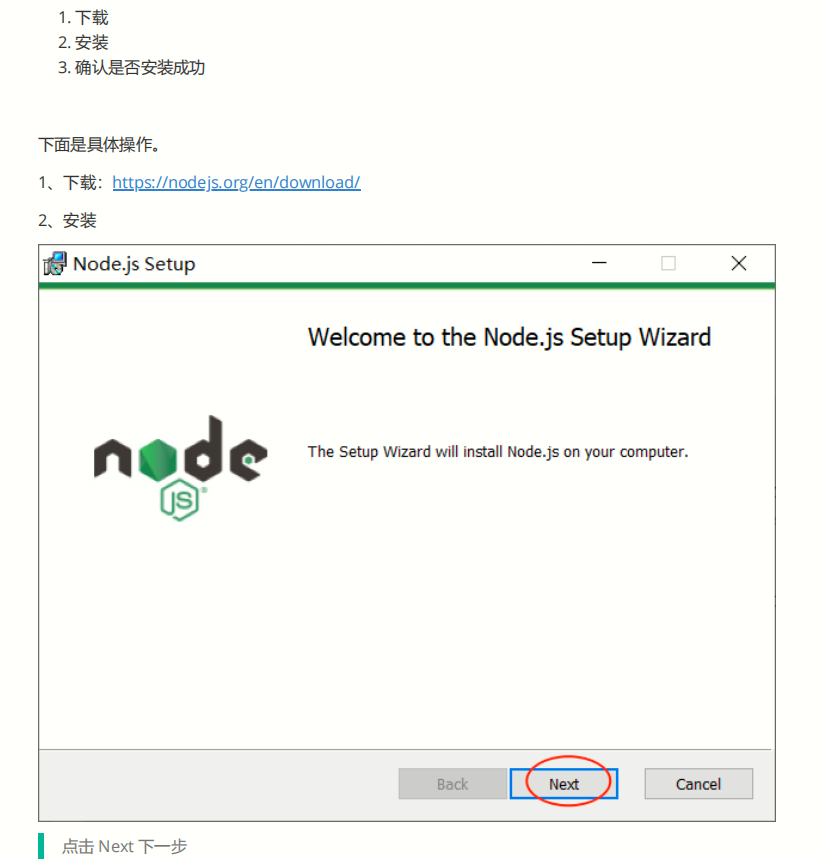 1. 下载
2. 安装
3. 确认是否安装成功
下面是具体操作。
1、下载：https://nodejs.org/en/download/
2、安装
Node.js Setup
Welcome to the Node.js Setup Wizard
node
JS
The Setup Wizard will install Node.js on your computer.
Back Next Cancel
点击 Next 下一步